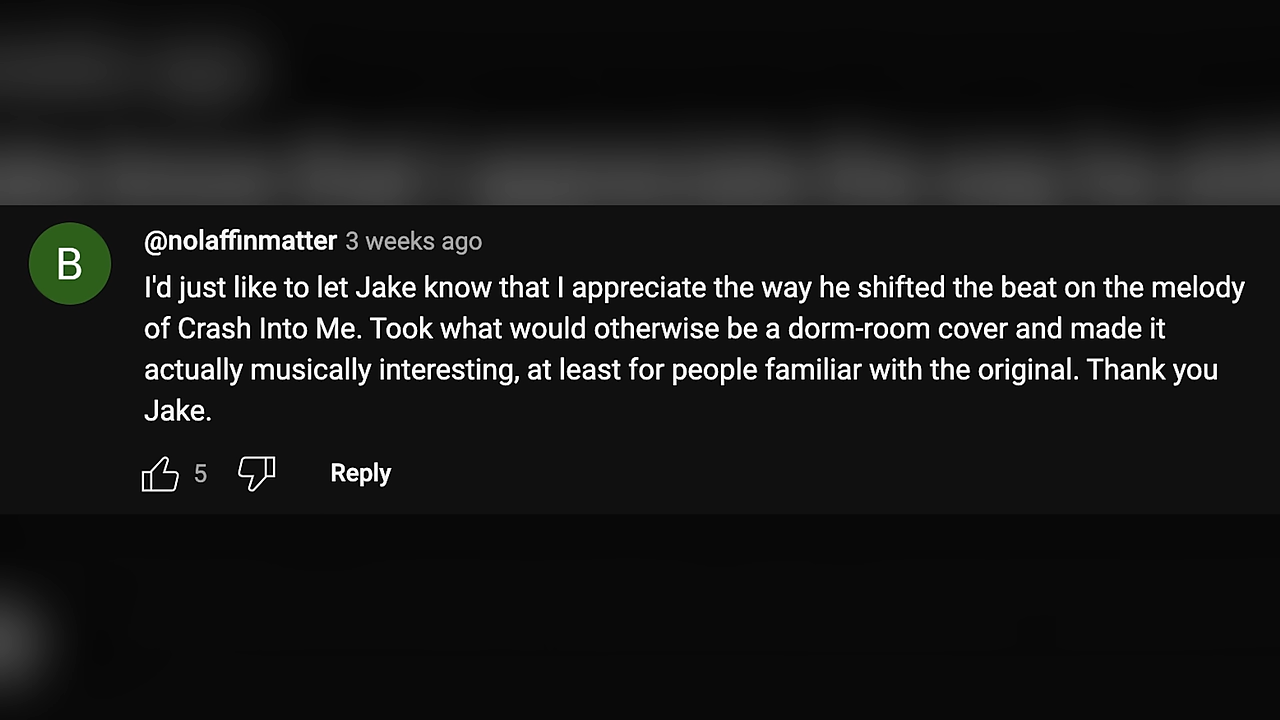 B
@nolaffinmatter 3 weeks ago
I'd just like to let Jake know that I appreciate the way he shifted the beat on the melody
of Crash Into Me. Took what would otherwise be a dorm-room cover and made it
actually musically interesting, at least for people familiar with the original. Thank you
Jake.
5 Reply